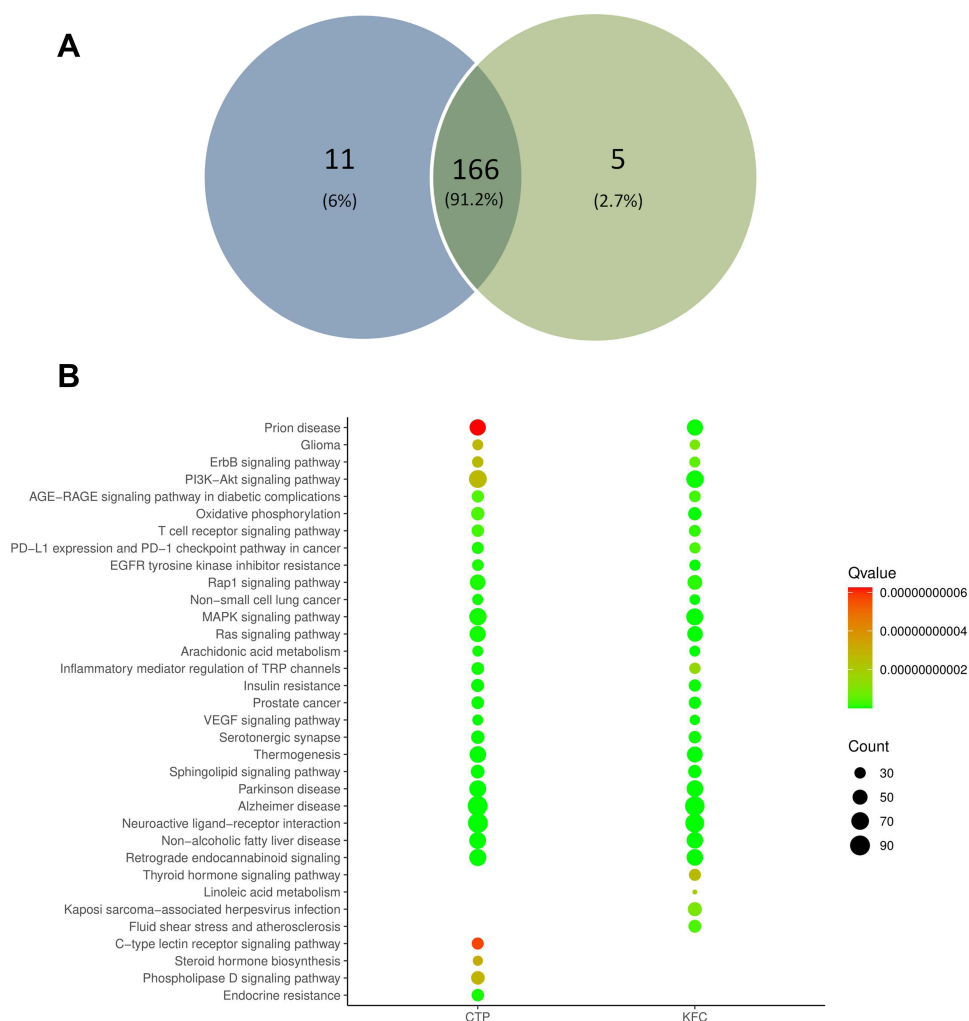 A
11
(6%)
166
(91.2%)
5
(2.7%)
B
Prion disease
Glioma
ErbB signaling pathway
PI3K−Akt signaling pathway
AGE−RAGE signaling pathway in diabetic complications
Oxidative phosphorylation
T cell receptor signaling pathway
PD−L1 expression and PD−1 checkpoint pathway in cancer
EGFR tyrosine kinase inhibitor resistance
Rap1 signaling pathway
Non−small cell lung cancer
MAPK signaling pathway
Ras signaling pathway
Arachidonic acid metabolism
Inflammatory mediator regulation of TRP channels
Insulin resistance
Prostate cancer
VEGF signaling pathway
Serotonergic synapse
Thermogenesis
Sphingolipid signaling pathway
Parkinson disease
Alzheimer disease
Neuroactive ligand−receptor interaction
Non−alcoholic fatty liver disease
Retrograde endocannabinoid signaling
Thyroid hormone signaling pathway
Linoleic acid metabolism
Kaposi sarcoma−associated herpesvirus infection
Fluid shear stress and atherosclerosis
C−type lectin receptor signaling pathway
Steroid hormone biosynthesis
Phospholipase D signaling pathway
Endocrine resistance
CTP
KFC
Qvalue
0.00000000006
0.00000000004
0.00000000002
Count
30
50
70
90